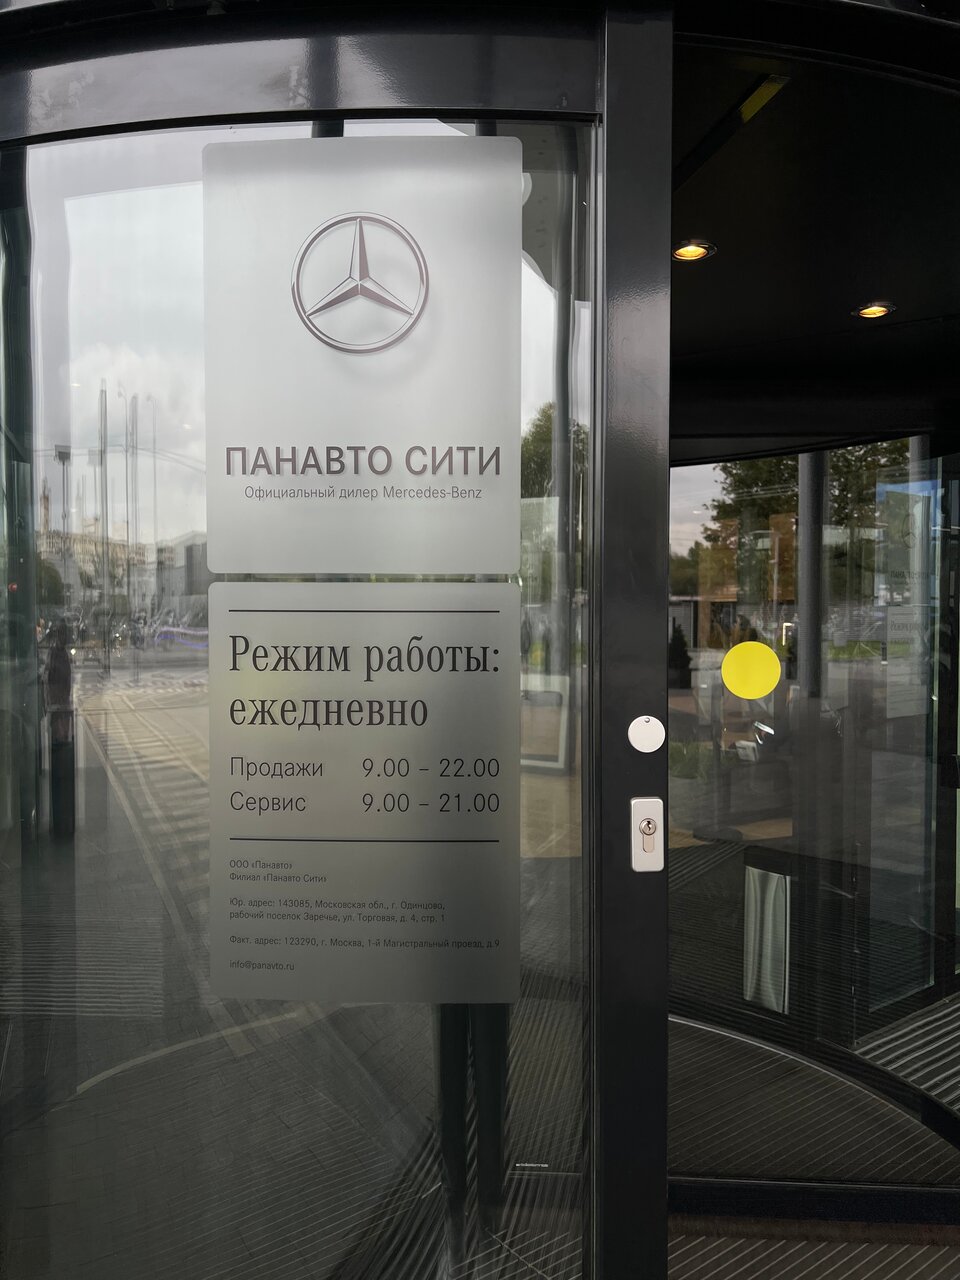 ПАНАВТО СИТИ
Официальный дилер Mercedes-Benz
Режим работы:
ежедневно
Продажи 9.00 – 22.00
Сервис 9.00 – 21.00
ООО «Панавто»
Филиал «Панавто Сити»
Юр. адрес: 143085, Московская обл., г. Одинцово,
рабочий поселок Заречье, ул. Торговая, д. 4, стр. 1
Факт. адрес: 123290, г. Москва, 1-й Магистральный проезд, д.9
info@panavto.ru